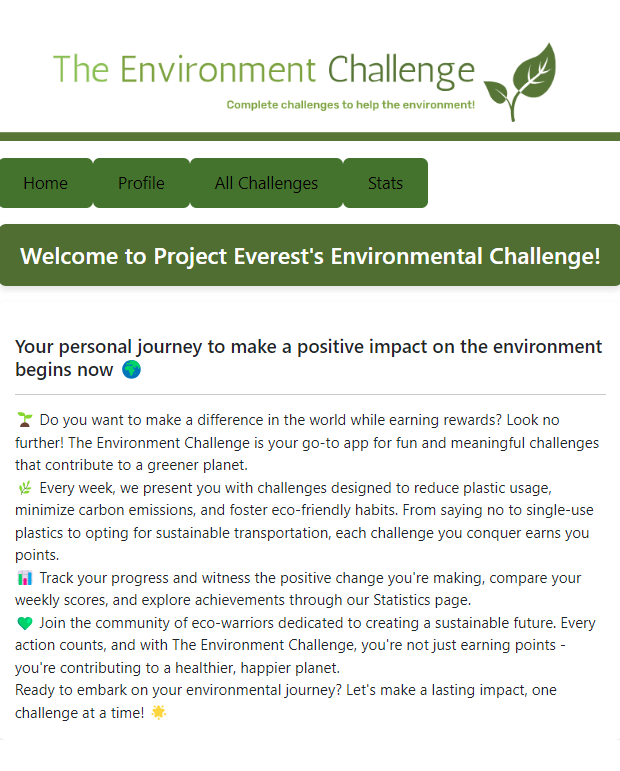 The Environment Challenge
Complete challenges to help the environment!
Home Profile All Challenges Stats
Welcome to Project Everest's Environmental Challenge!
Your personal journey to make a positive impact on the environment
begins now 🌍
🌱 Do you want to make a difference in the world while earning rewards? Look no
further! The Environment Challenge is your go-to app for fun and meaningful challenges
that contribute to a greener planet.
🌿 Every week, we present you with challenges designed to reduce plastic usage,
minimize carbon emissions, and foster eco-friendly habits. From saying no to single-use
plastics to opting for sustainable transportation, each challenge you conquer earns you
points.
📊 Track your progress and witness the positive change you're making, compare your
weekly scores, and explore achievements through our Statistics page.
💚 Join the community of eco-warriors dedicated to creating a sustainable future. Every
action counts, and with The Environment Challenge, you're not just earning points -
you're contributing to a healthier, happier planet.
Ready to embark on your environmental journey? Let's make a lasting impact, one
challenge at a time! 🌟